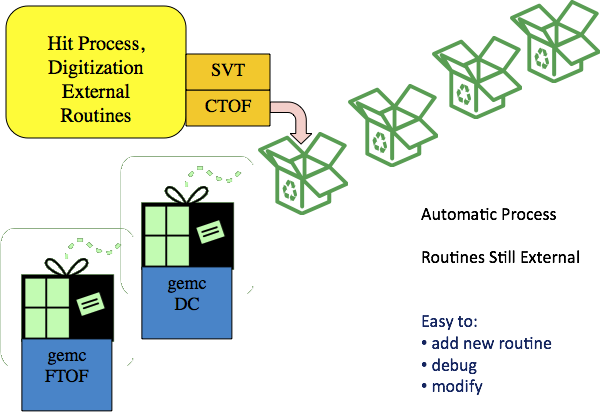 Hit Process,
Digitization
External
Routines
SVT
CTOF
gemc
DC
gemc
FTOF
Automatic Process
Routines Still External
Easy to:
• add new routine
• debug
• modify